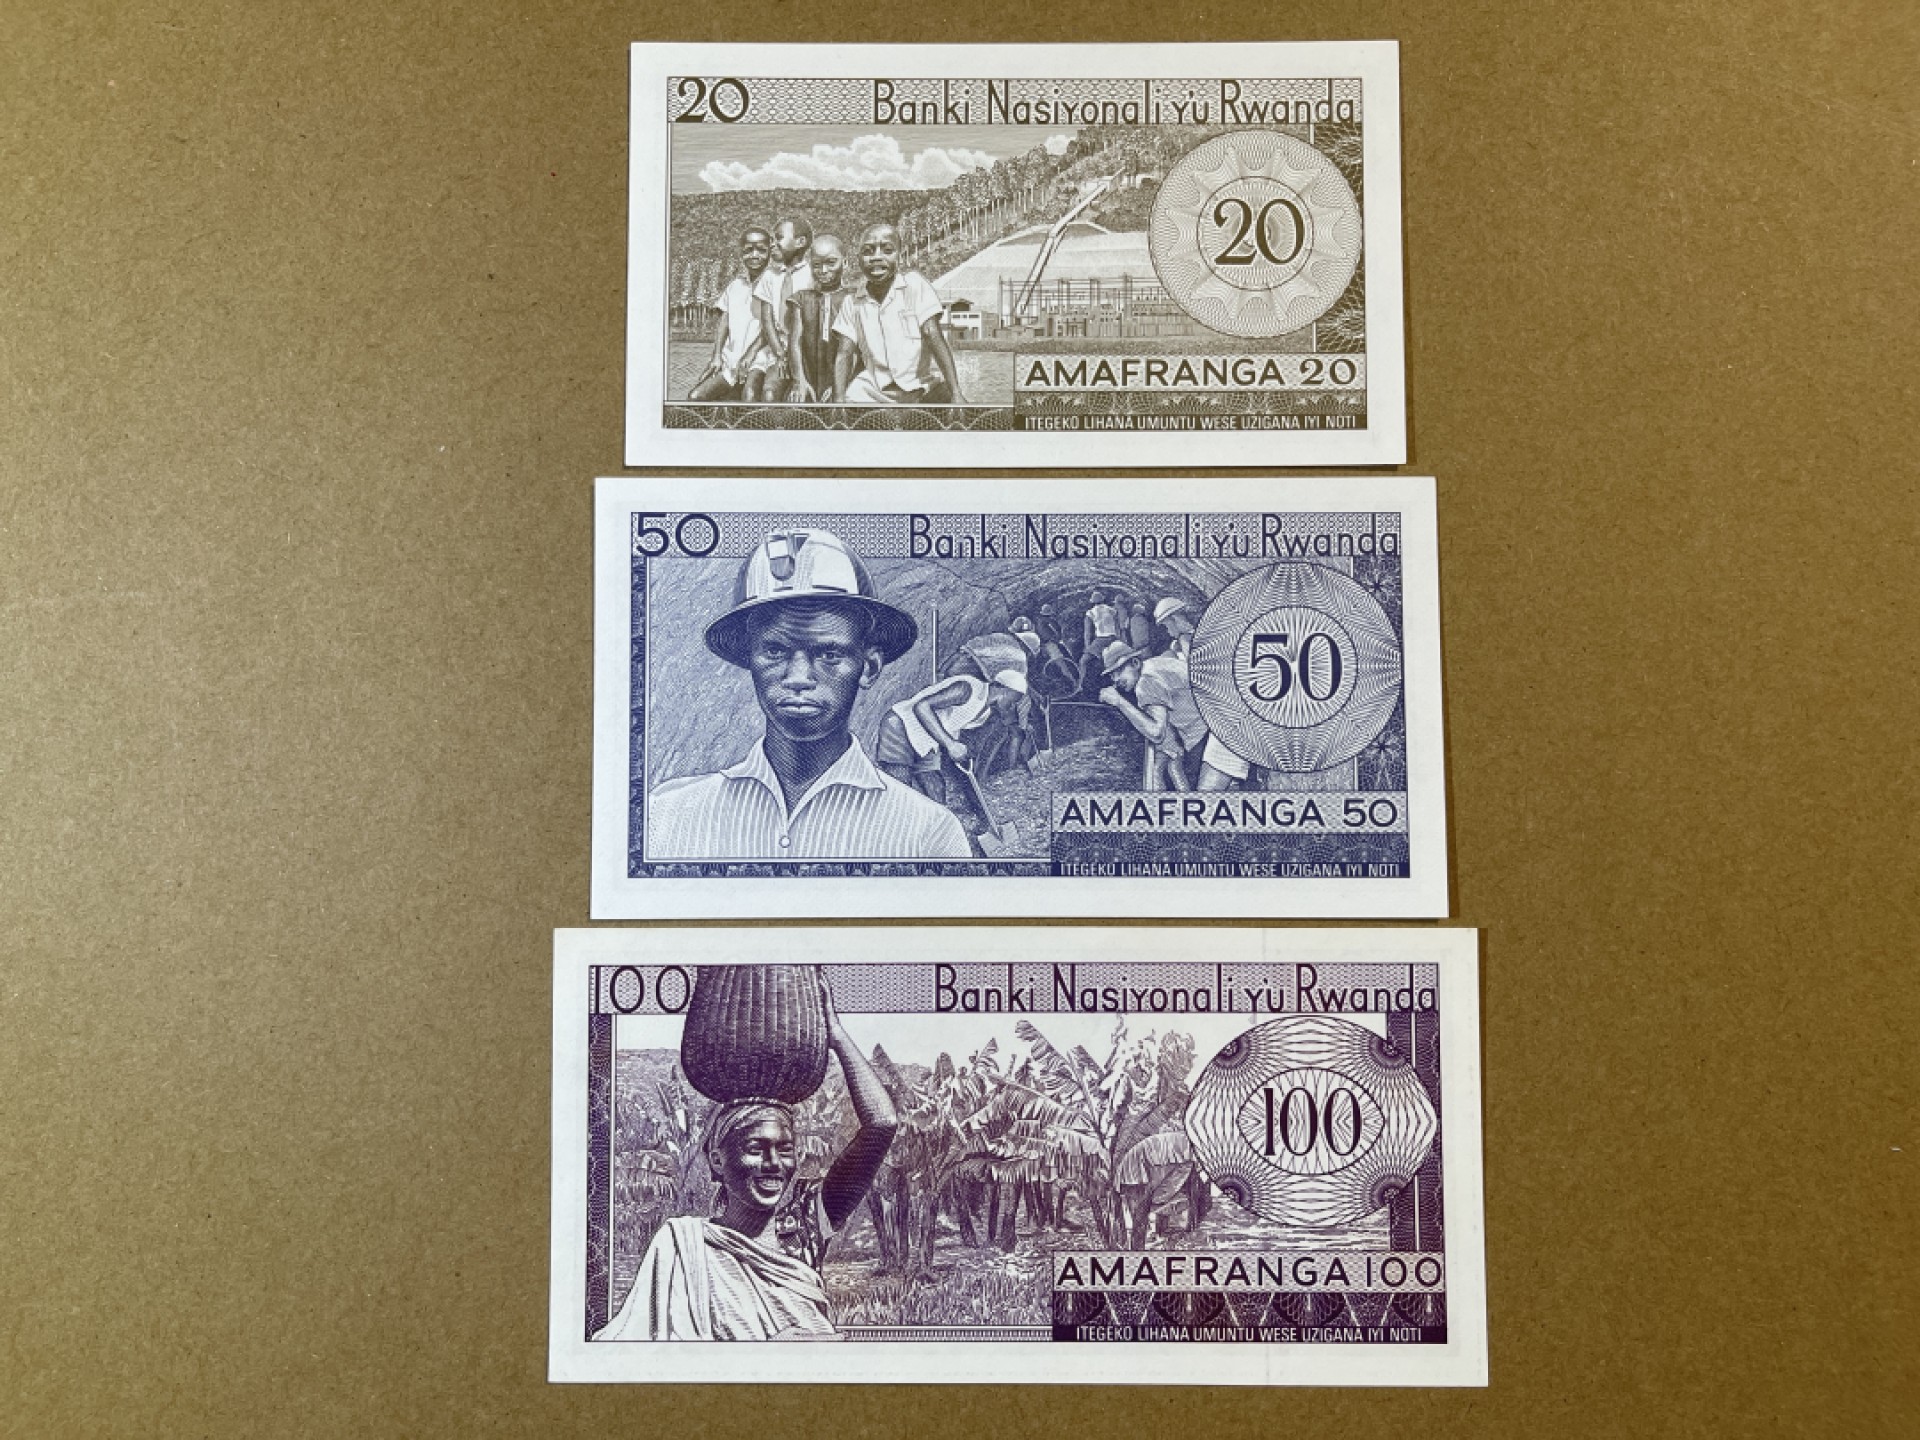 20 Banki Nasiyonali y'u Rwanda
20
AMAFRANGA 20
ITEGEKO LIHANA UMUNTU WESE UZIGANA IYI NOTI
50 Banki Nasiyonali y'u Rwanda
50
AMAFRANGA 50
ITEGEKO LIHANA UMUNTU WESE UZIGANA IYI NOTI
100 Banki Nasiyonali y'u Rwanda
100
AMAFRANGA 100
ITEGEKO LIHANA UMUNTU WESE UZIGANA IYI NOTI